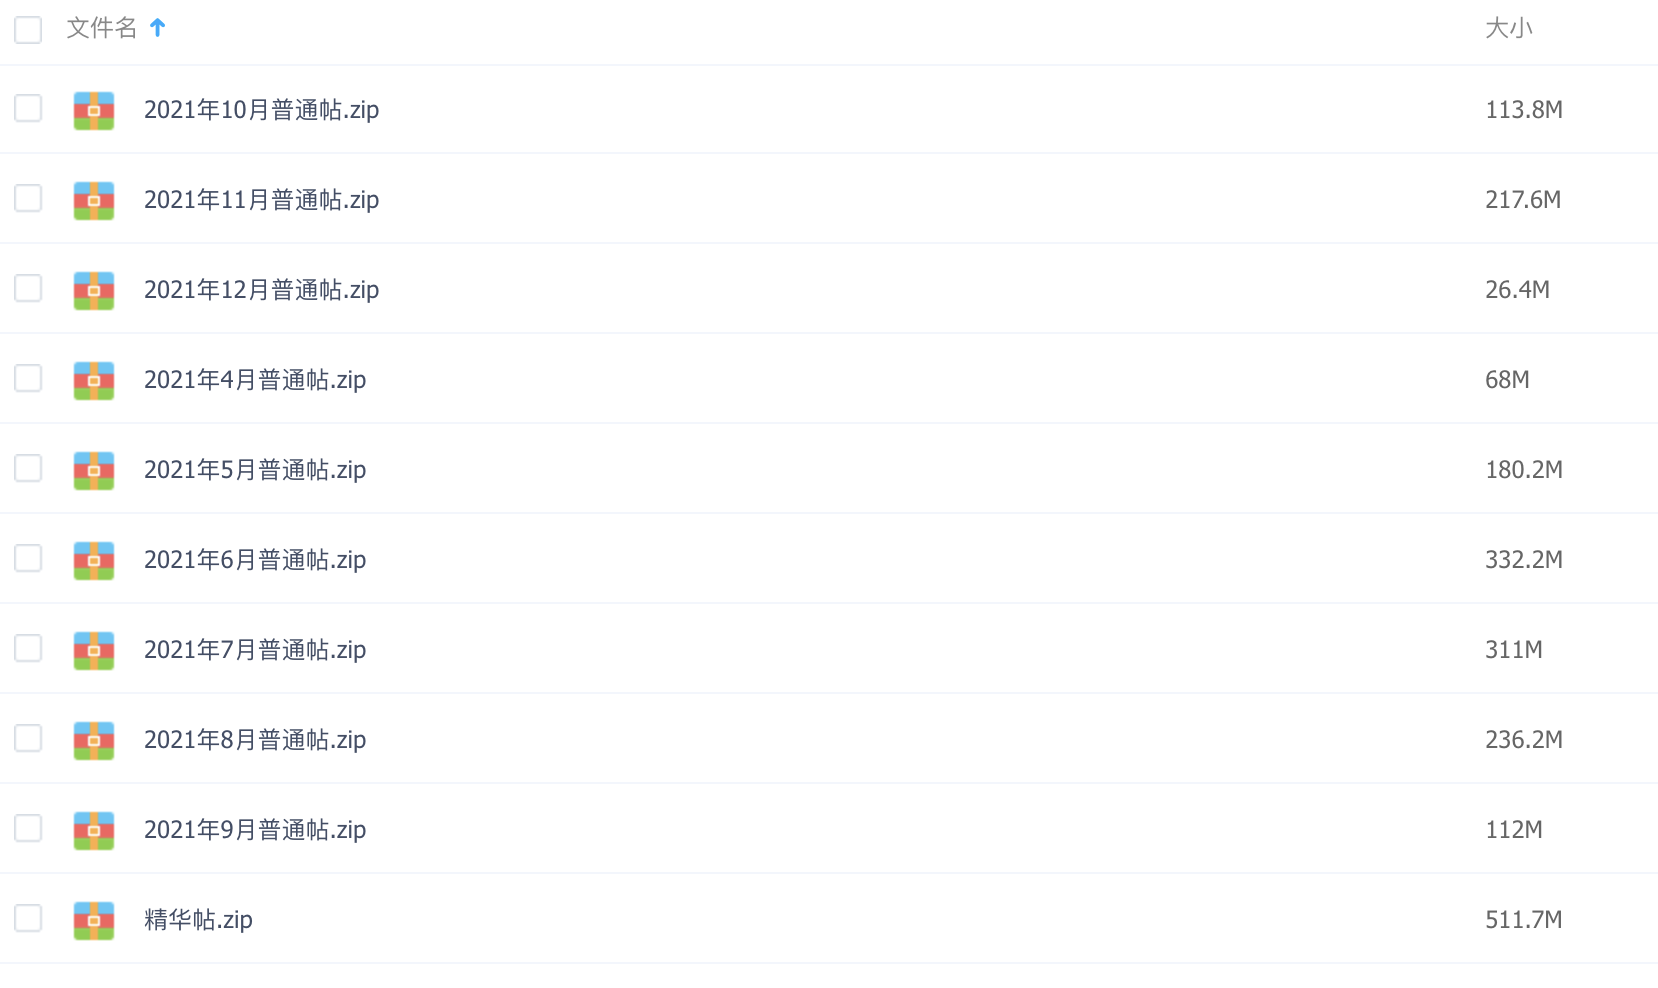 文件名 大小
2021年10月普通帖.zip 113.8M
2021年11月普通帖.zip 217.6M
2021年12月普通帖.zip 26.4M
2021年4月普通帖.zip 68M
2021年5月普通帖.zip 180.2M
2021年6月普通帖.zip 332.2M
2021年7月普通帖.zip 311M
2021年8月普通帖.zip 236.2M
2021年9月普通帖.zip 112M
精华帖.zip 511.7M